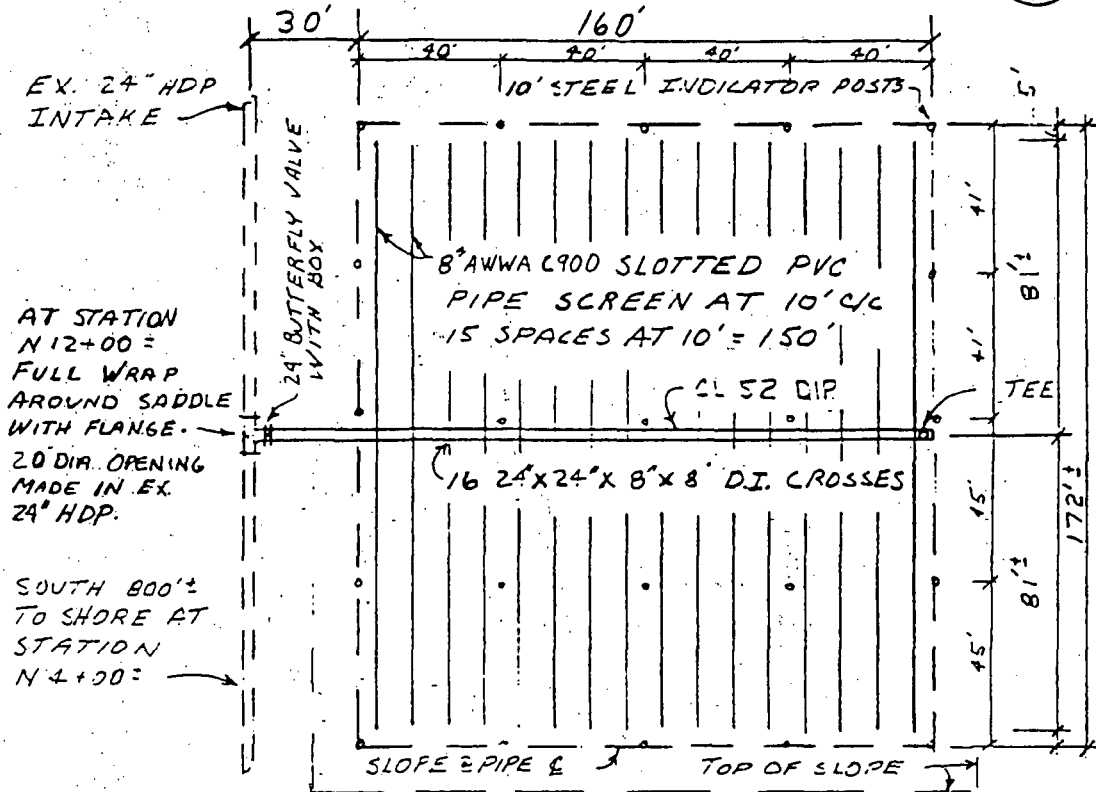 30'
160'
40'
40'
40'
40'
EX. 24" HDP
INTAKE
10' STEEL INDICATOR POSTS
5'
24" BUTTERFLY VALVE
WITH BOX
41'
81'±
8" AWWA C900 SLOTTED PVC
PIPE SCREEN AT 10' C/C
15 SPACES AT 10' = 150'
41'
AT STATION
N 12+00±
FULL WRAP
AROUND SADDLE
WITH FLANGE.
20" DIA. OPENING
MADE IN EX.
24" HDP.
CL 52 DIP
TEE
16 24"X24"X8"X8" D.I. CROSSES
45'
172'±
81'±
45'
SOUTH 800'±
TO SHORE AT
STATION
N 4+00±
SLOPE PIPE ℄
TOP OF SLOPE